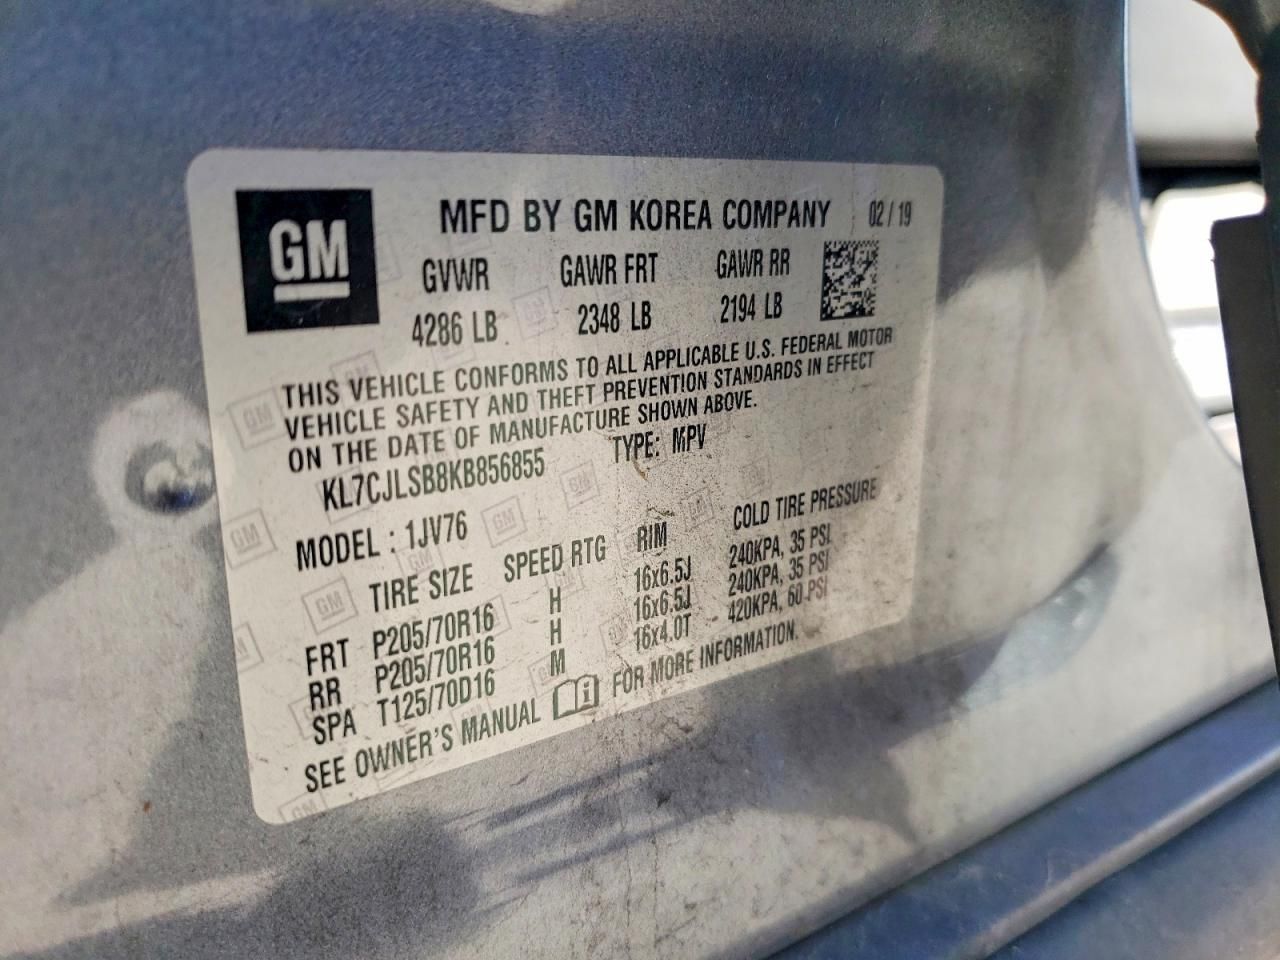 GM
MFD BY GM KOREA COMPANY 02/19
GVWR GAWR FRT GAWR RR
4286 LB 2348 LB 2194 LB
THIS VEHICLE CONFORMS TO ALL APPLICABLE U.S. FEDERAL MOTOR
VEHICLE SAFETY AND THEFT PREVENTION STANDARDS IN EFFECT
ON THE DATE OF MANUFACTURE SHOWN ABOVE.
KL7CJLSB8KB856855 TYPE: MPV
MODEL : 1JV76
TIRE SIZE SPEED RTG RIM COLD TIRE PRESSURE
FRT P205/70R16 H 16x6.5J 240KPA, 35 PSI
RR P205/70R16 H 16x6.5J 240KPA, 35 PSI
SPA T125/70D16 M 16x4.0T 420KPA, 60 PSI
SEE OWNER'S MANUAL FOR MORE INFORMATION.